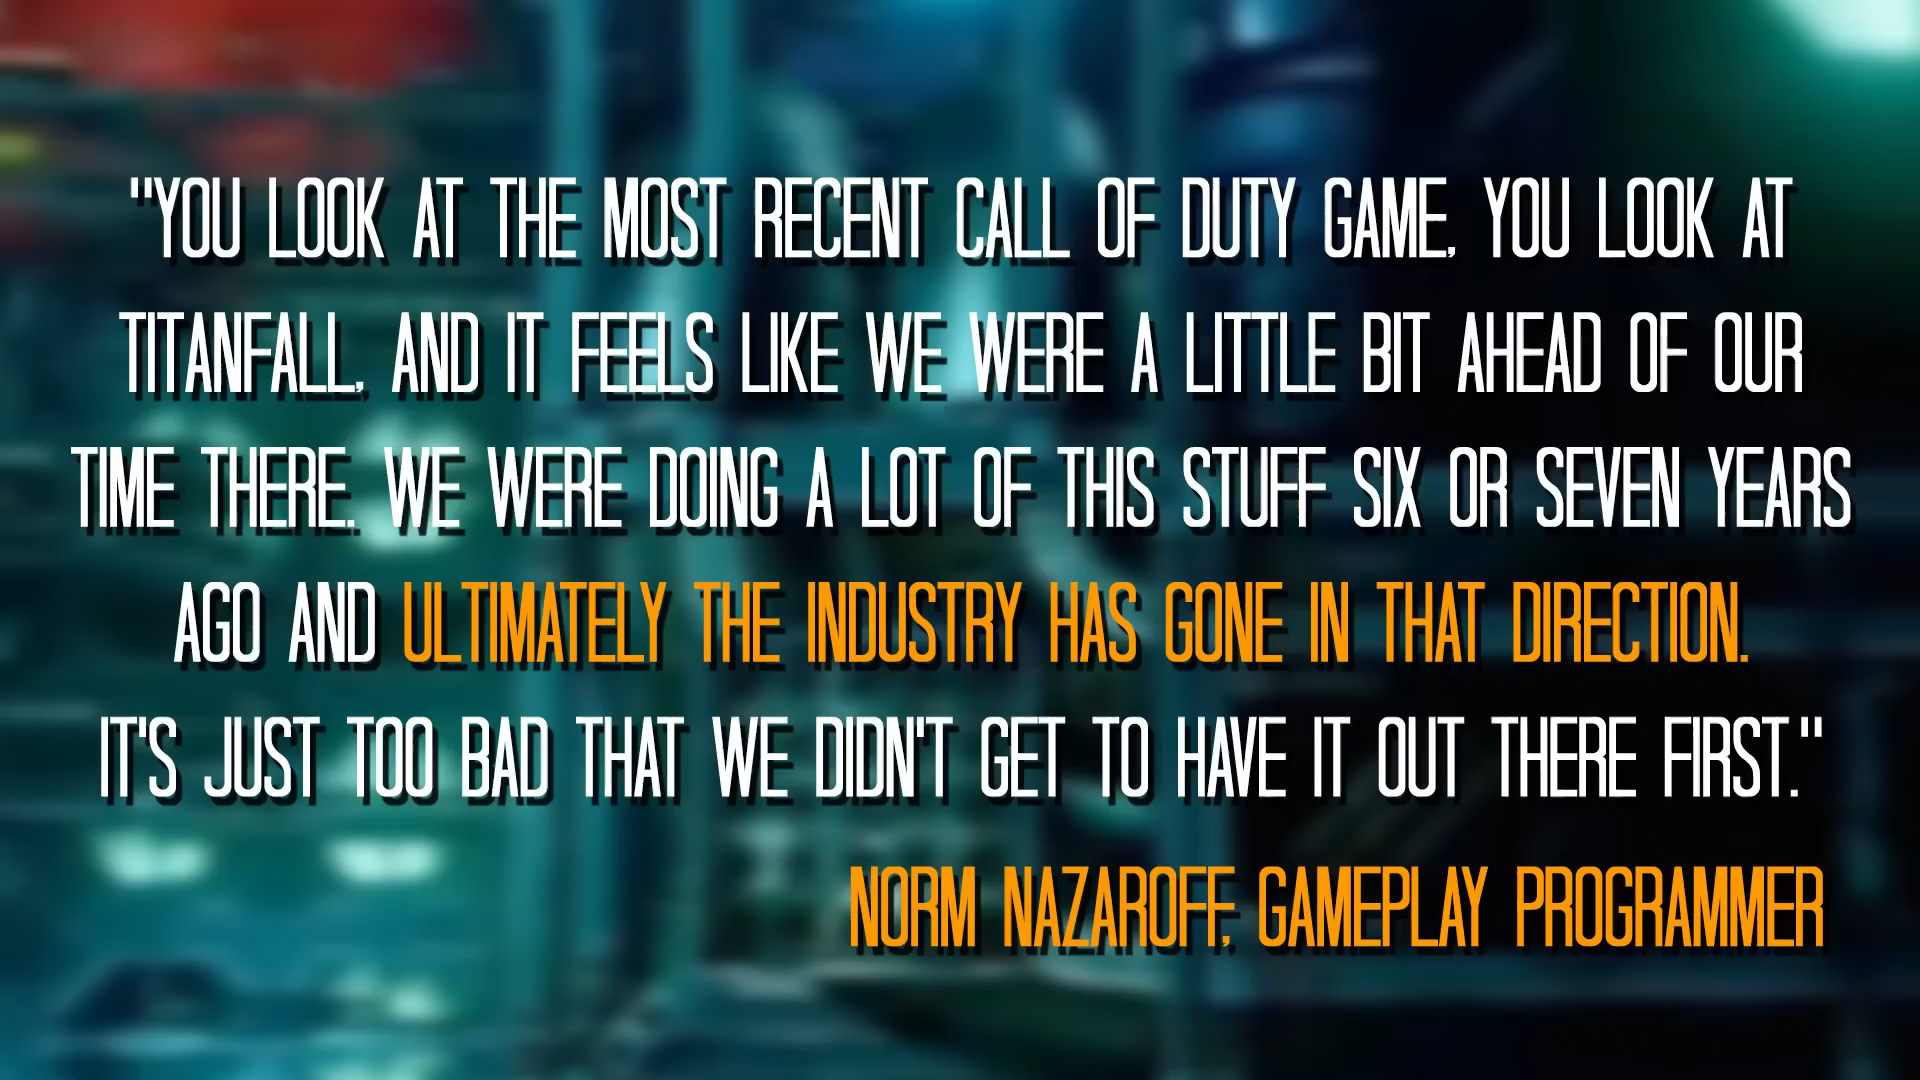 "YOU LOOK AT THE MOST RECENT CALL OF DUTY GAME, YOU LOOK AT
TITANFALL, AND IT FEELS LIKE WE WERE A LITTLE BIT AHEAD OF OUR
TIME THERE. WE WERE DOING A LOT OF THIS STUFF SIX OR SEVEN YEARS
AGO AND ULTIMATELY THE INDUSTRY HAS GONE IN THAT DIRECTION.
IT'S JUST TOO BAD THAT WE DIDN'T GET TO HAVE IT OUT THERE FIRST."
NORM NAZAROFF, GAMEPLAY PROGRAMMER